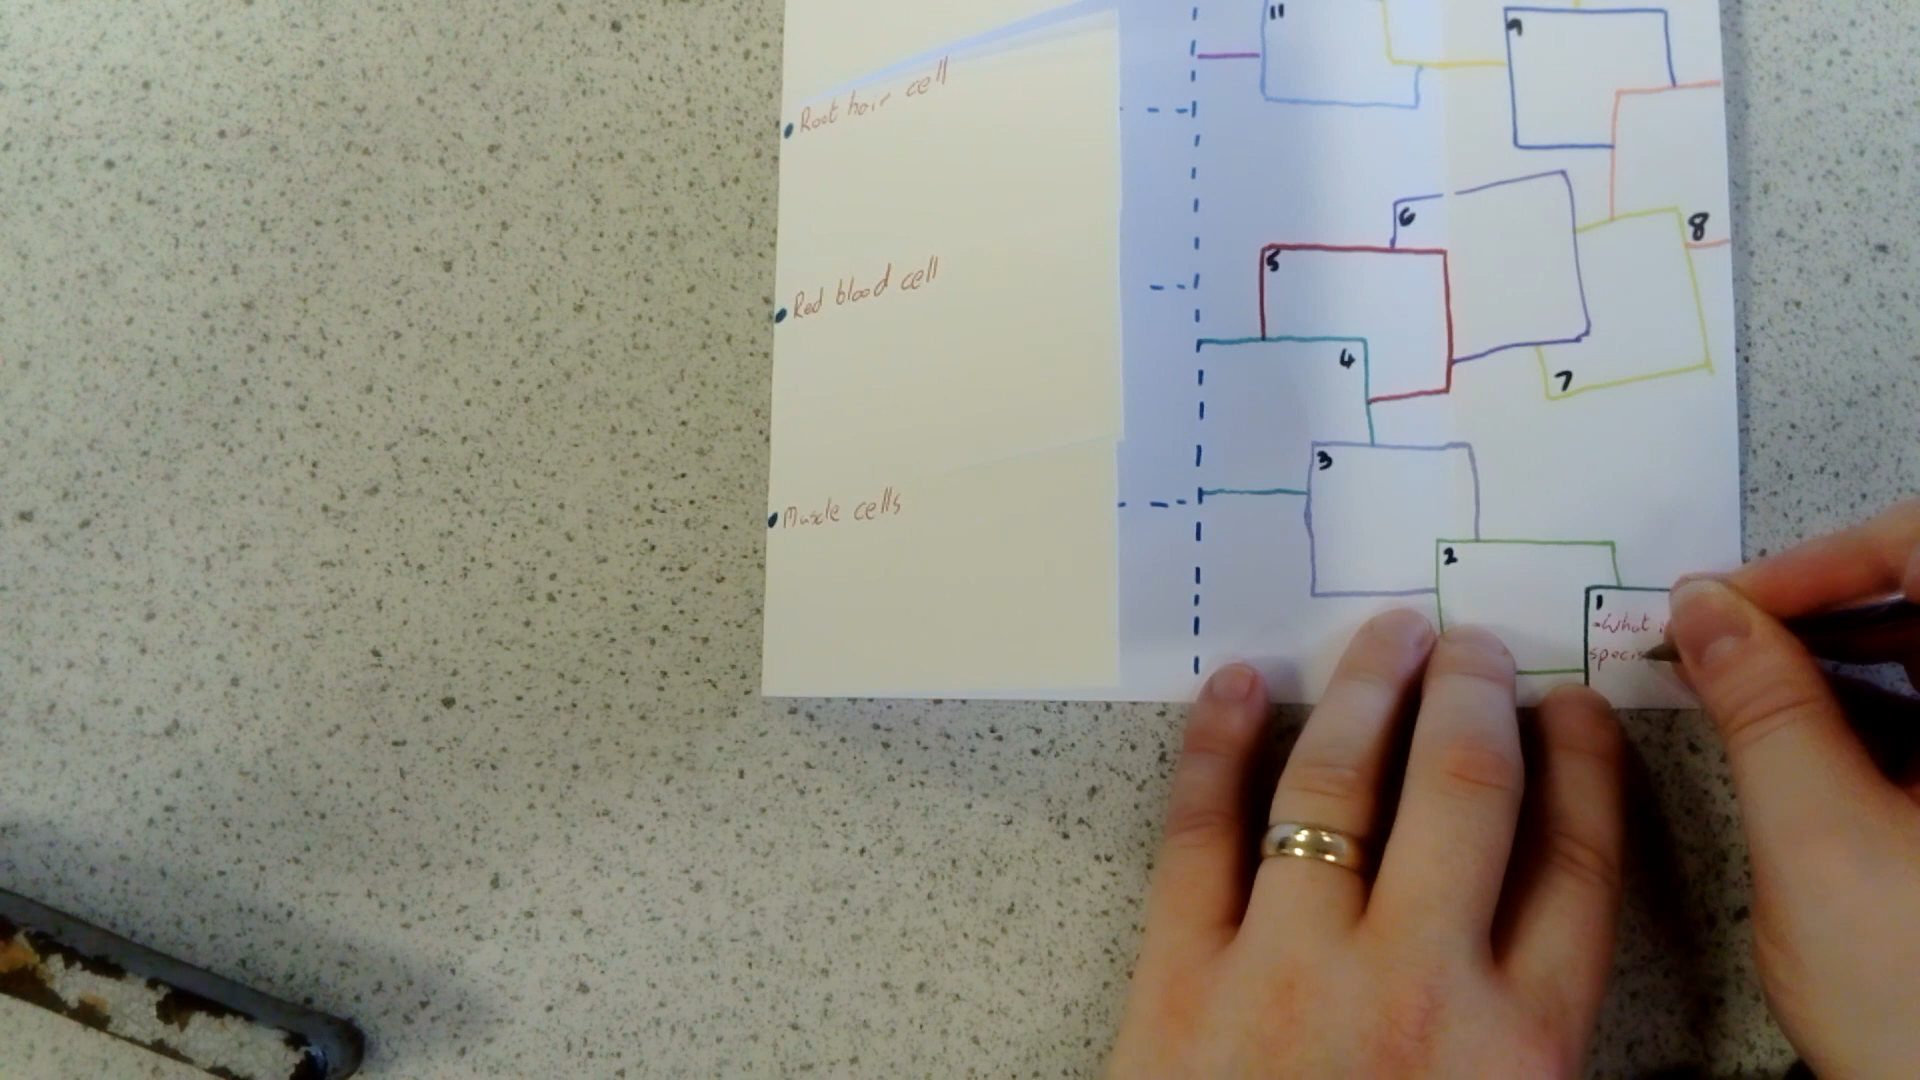 11
9
• Root hair cell
6
8
5
• Red blood cell
4
7
3
• Muscle cells
2
1
-What
specis